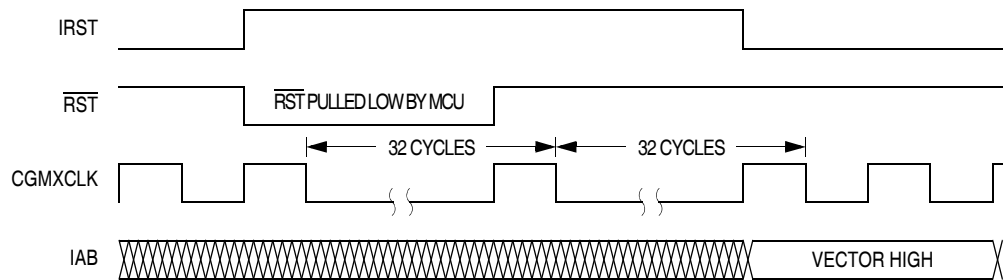 IRST
RST
RST PULLED LOW BY MCU
32 CYCLES
32 CYCLES
CGMXCLK
IAB
VECTOR HIGH